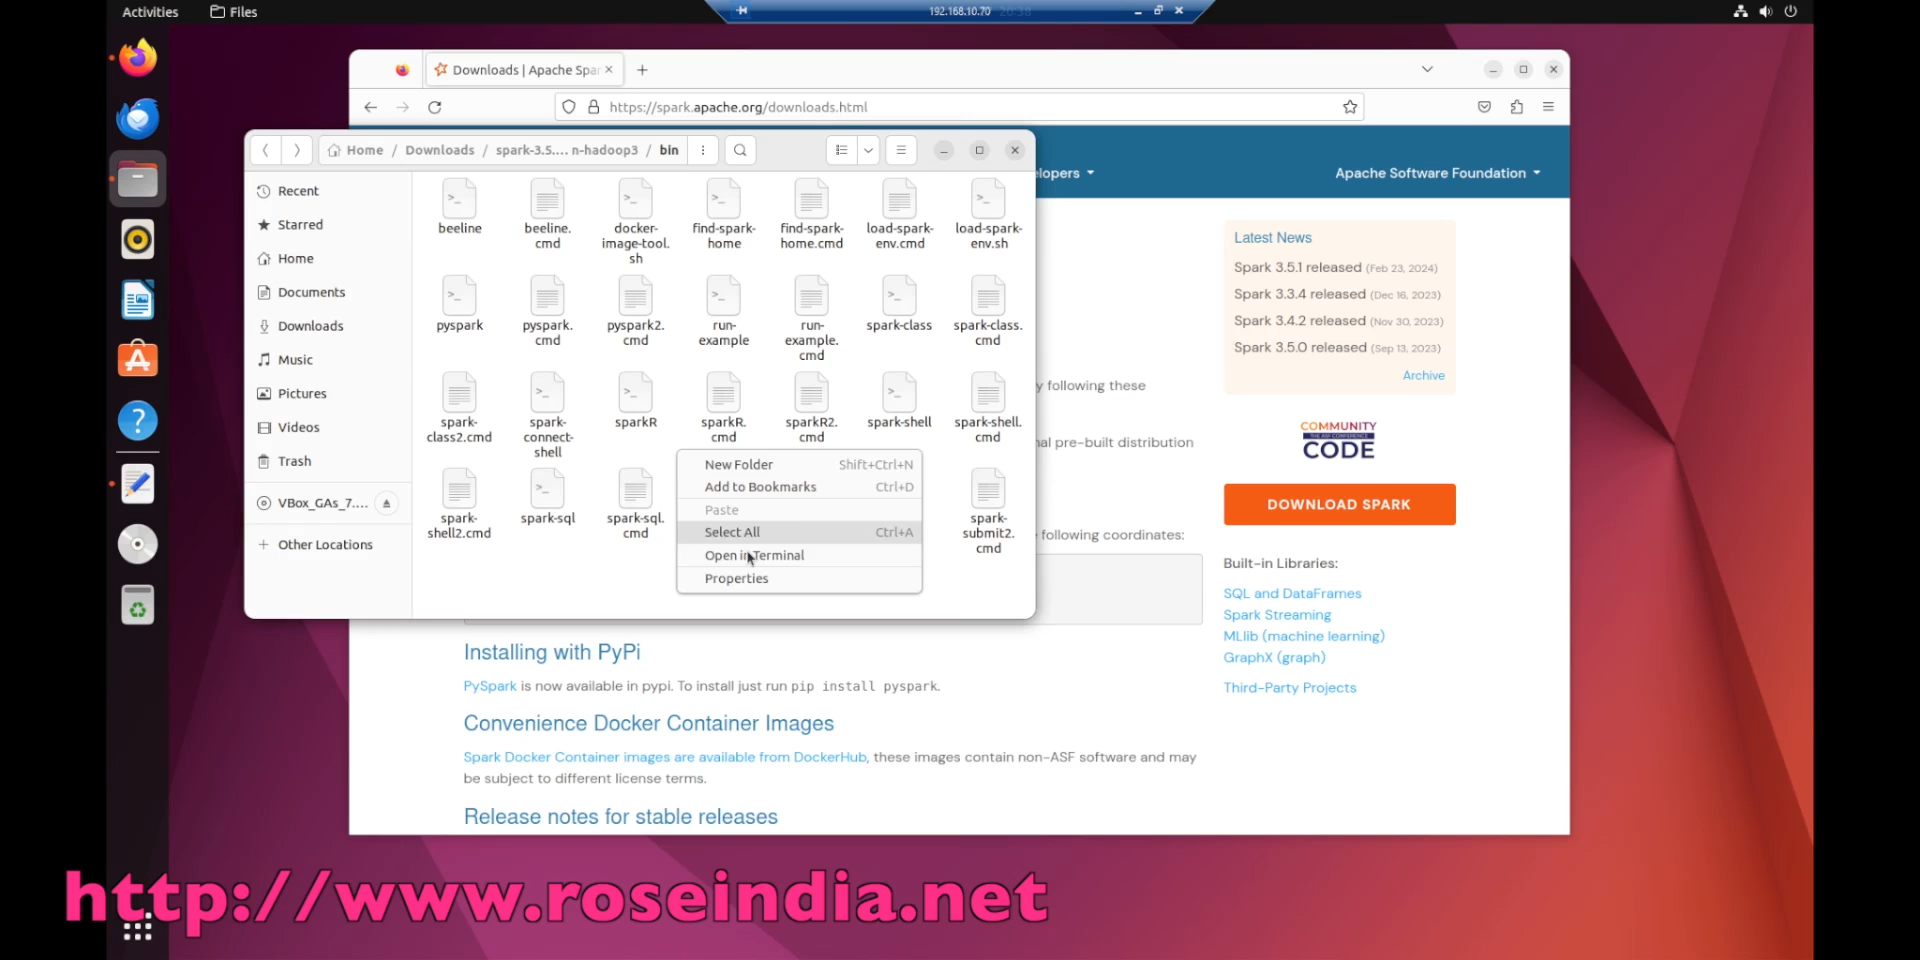 Activities
Files
192.168.10.70
20:38
Downloads | Apache Spar
https://spark.apache.org/downloads.html
Home / Downloads / spark-3.5.... n-hadoop3 / bin
elopers
Apache Software Foundation
Recent
Starred
Home
Documents
Downloads
Music
Pictures
Videos
Trash
VBox_GAs_7....
+ Other Locations
beeline
beeline.
cmd
docker-
image-tool.
sh
find-spark-
home
find-spark-
home.cmd
load-spark-
env.cmd
load-spark-
env.sh
pyspark
pyspark.
cmd
pyspark2.
cmd
run-
example
run-
example.
cmd
spark-class
spark-class.
cmd
spark-
class2.cmd
spark-
connect-
shell
sparkR
sparkR.
cmd
sparkR2.
cmd
spark-shell
spark-shell.
cmd
spark-
shell2.cmd
spark-sql
spark-sql.
cmd
spark-
submit2.
cmd
New Folder Shift+Ctrl+N
Add to Bookmarks Ctrl+D
Paste
Select All Ctrl+A
Open in Terminal
Properties
y following these
nal pre-built distribution
following coordinates:
Latest News
Spark 3.5.1 released (Feb 23, 2024)
Spark 3.3.4 released (Dec 16, 2023)
Spark 3.4.2 released (Nov 30, 2023)
Spark 3.5.0 released (Sep 13, 2023)
Archive
COMMUNITY
CODE
DOWNLOAD SPARK
Built-in Libraries:
SQL and DataFrames
Spark Streaming
MLlib (machine learning)
GraphX (graph)
Third-Party Projects
Installing with PyPi
PySpark is now available in pypi. To install just run pip install pyspark.
Convenience Docker Container Images
Spark Docker Container images are available from DockerHub, these images contain non-ASF software and may
be subject to different license terms.
Release notes for stable releases
http://www.roseindia.net